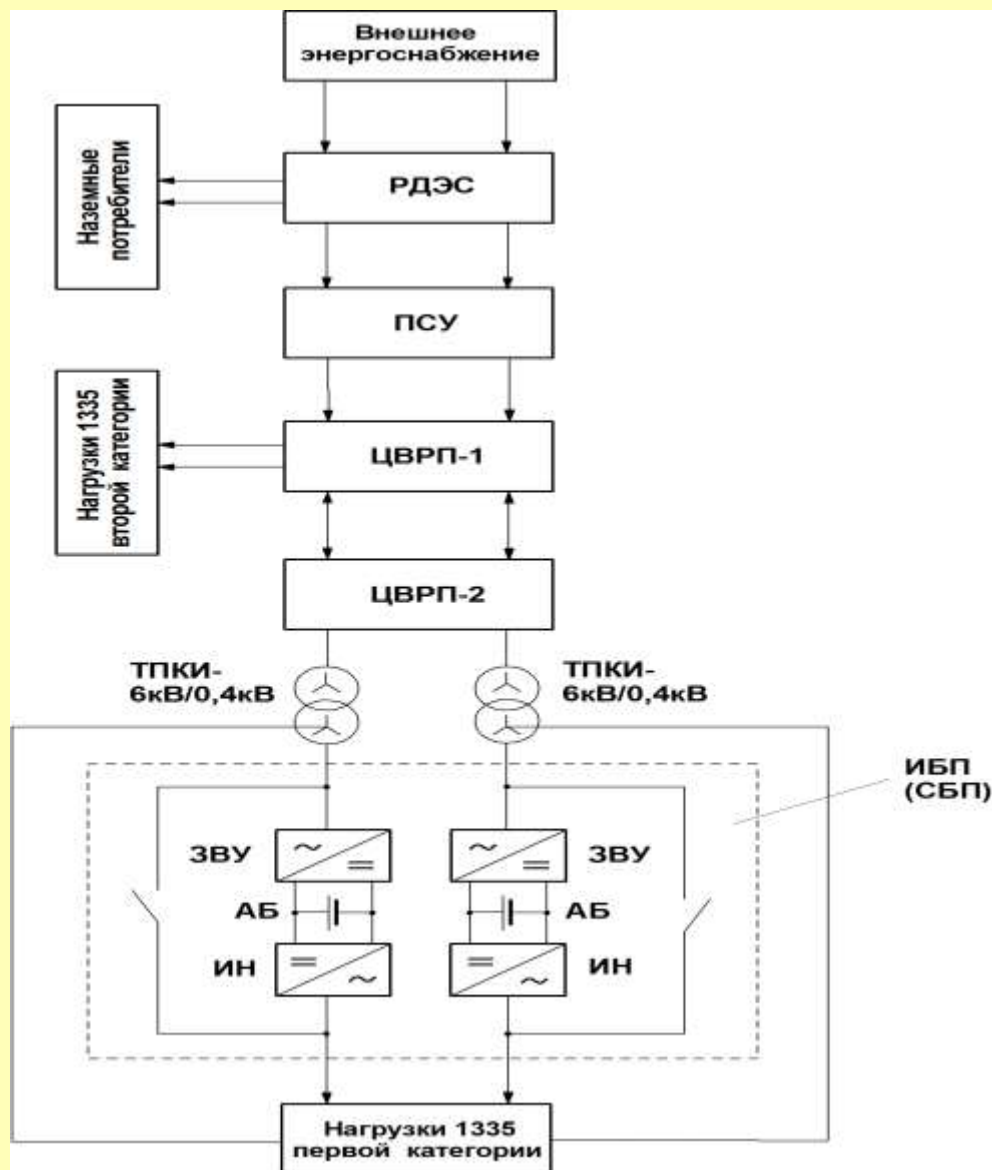 Внешнее
энергоснабжение
Наземные
потребители
РДЭС
ПСУ
Нагрузки 1335
второй категории
ЦВРП-1
ЦВРП-2
ТПКИ-
6кВ/0,4кВ
ТПКИ-
6кВ/0,4кВ
ИБП
(СБП)
ЗВУ
ЗВУ
АБ
АБ
ИН
ИН
Нагрузки 1335
первой категории